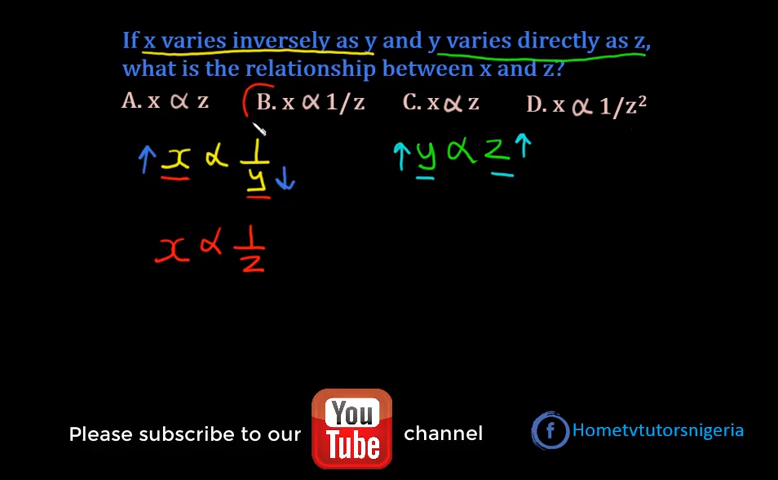 If x varies inversely as y and y varies directly as z,
what is the relationship between x and z?
A. x ∝ z B. x ∝ 1/z C. x ∝ z D. x ∝ 1/z²
↑ x ∝ 1/y ↓ ↑ y ∝ z ↑
x ∝ 1/z
Please subscribe to our You Tube channel
f Hometvtutorsnigeria